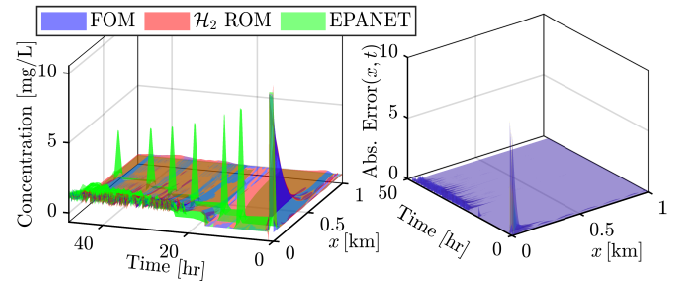 FOM
H₂ ROM
EPANET
Concentration [mg/L]
10
5
0
40
20
0
Time [hr]
0
0.5
1
x [km]
Abs. Error(x, t)
10
5
0
50
0
Time [hr]
0
0.5
1
x [km]